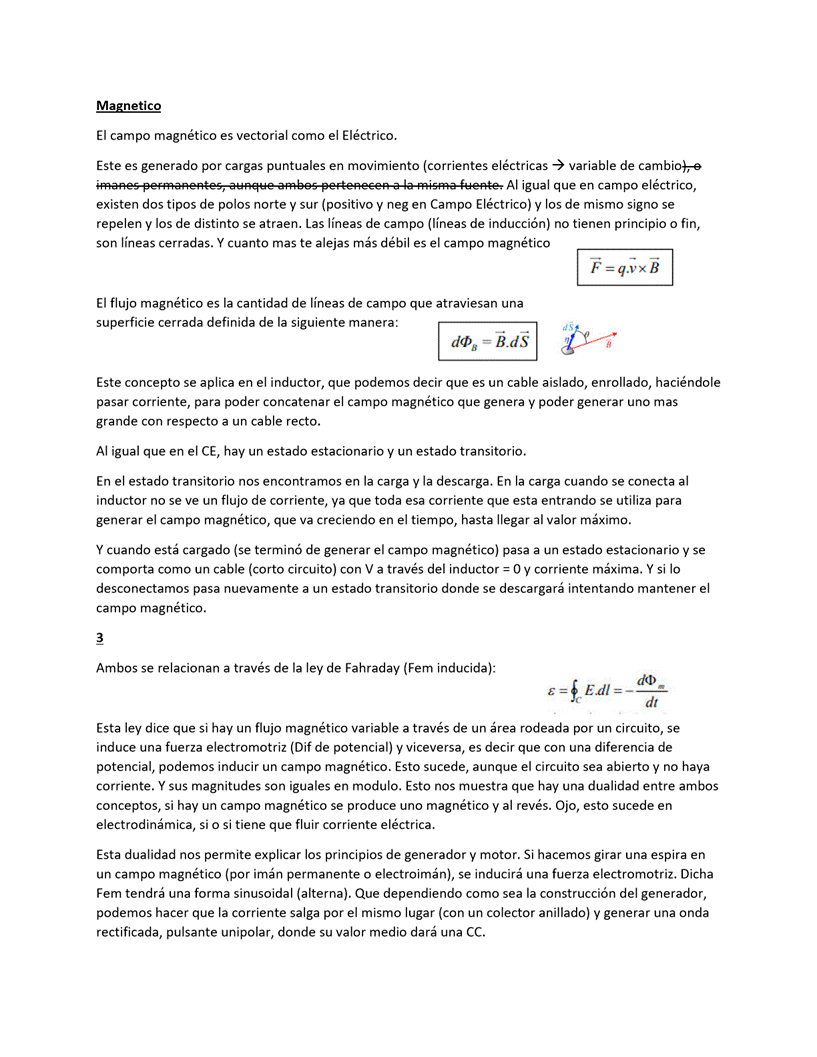 Magnetico
El campo magnético es vectorial como el Eléctrico.
Este es generado por cargas puntuales en movimiento (corrientes eléctricas → variable de cambio), o
imanes permanentes, aunque ambos pertenecen a la misma fuente. Al igual que en campo eléctrico,
existen dos tipos de polos norte y sur (positivo y neg en Campo Eléctrico) y los de mismo signo se
repelen y los de distinto se atraen. Las líneas de campo (líneas de inducción) no tienen principio o fin,
son líneas cerradas. Y cuanto mas te alejas más débil es el campo magnético
F = q.v × B
El flujo magnético es la cantidad de líneas de campo que atraviesan una
superficie cerrada definida de la siguiente manera:
dΦ_B = B.dS
dS
θ
B
Este concepto se aplica en el inductor, que podemos decir que es un cable aislado, enrollado, haciéndole
pasar corriente, para poder concatenar el campo magnético que genera y poder generar uno mas
grande con respecto a un cable recto.
Al igual que en el CE, hay un estado estacionario y un estado transitorio.
En el estado transitorio nos encontramos en la carga y la descarga. En la carga cuando se conecta al
inductor no se ve un flujo de corriente, ya que toda esa corriente que esta entrando se utiliza para
generar el campo magnético, que va creciendo en el tiempo, hasta llegar al valor máximo.
Y cuando está cargado (se terminó de generar el campo magnético) pasa a un estado estacionario y se
comporta como un cable (corto circuito) con V a través del inductor = 0 y corriente máxima. Y si lo
desconectamos pasa nuevamente a un estado transitorio donde se descargará intentando mantener el
campo magnético.
3
Ambos se relacionan a través de la ley de Fahraday (Fem inducida):
ε = ∮_C E.dl = − dΦ_m / dt
Esta ley dice que si hay un flujo magnético variable a través de un área rodeada por un circuito, se
induce una fuerza electromotriz (Dif de potencial) y viceversa, es decir que con una diferencia de
potencial, podemos inducir un campo magnético. Esto sucede, aunque el circuito sea abierto y no haya
corriente. Y sus magnitudes son iguales en modulo. Esto nos muestra que hay una dualidad entre ambos
conceptos, si hay un campo magnético se produce uno magnético y al revés. Ojo, esto sucede en
electrodinámica, si o si tiene que fluir corriente eléctrica.
Esta dualidad nos permite explicar los principios de generador y motor. Si hacemos girar una espira en
un campo magnético (por imán permanente o electroimán), se inducirá una fuerza electromotriz. Dicha
Fem tendrá una forma sinusoidal (alterna). Que dependiendo como sea la construcción del generador,
podemos hacer que la corriente salga por el mismo lugar (con un colector anillado) y generar una onda
rectificada, pulsante unipolar, donde su valor medio dará una CC.